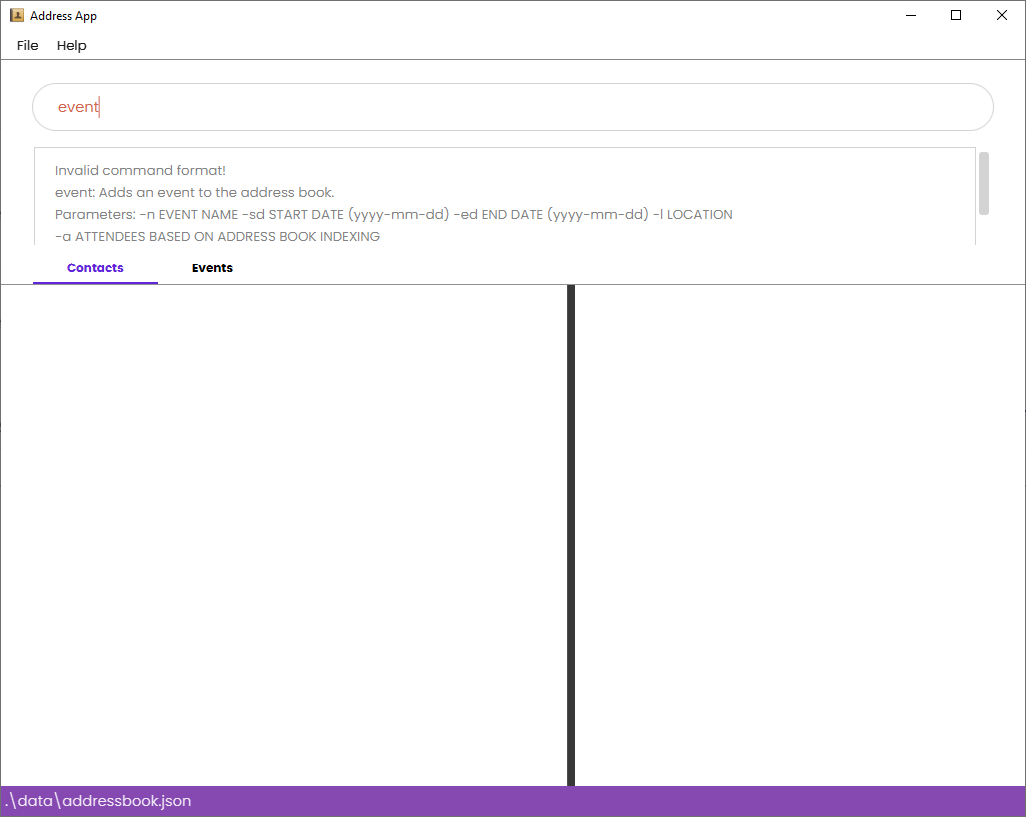 Address App
File Help
event
Invalid command format!
event: Adds an event to the address book.
Parameters: -n EVENT NAME -sd START DATE (yyyy-mm-dd) -ed END DATE (yyyy-mm-dd) -l LOCATION
-a ATTENDEES BASED ON ADDRESS BOOK INDEXING
Contacts Events
.\data\addressbook.json